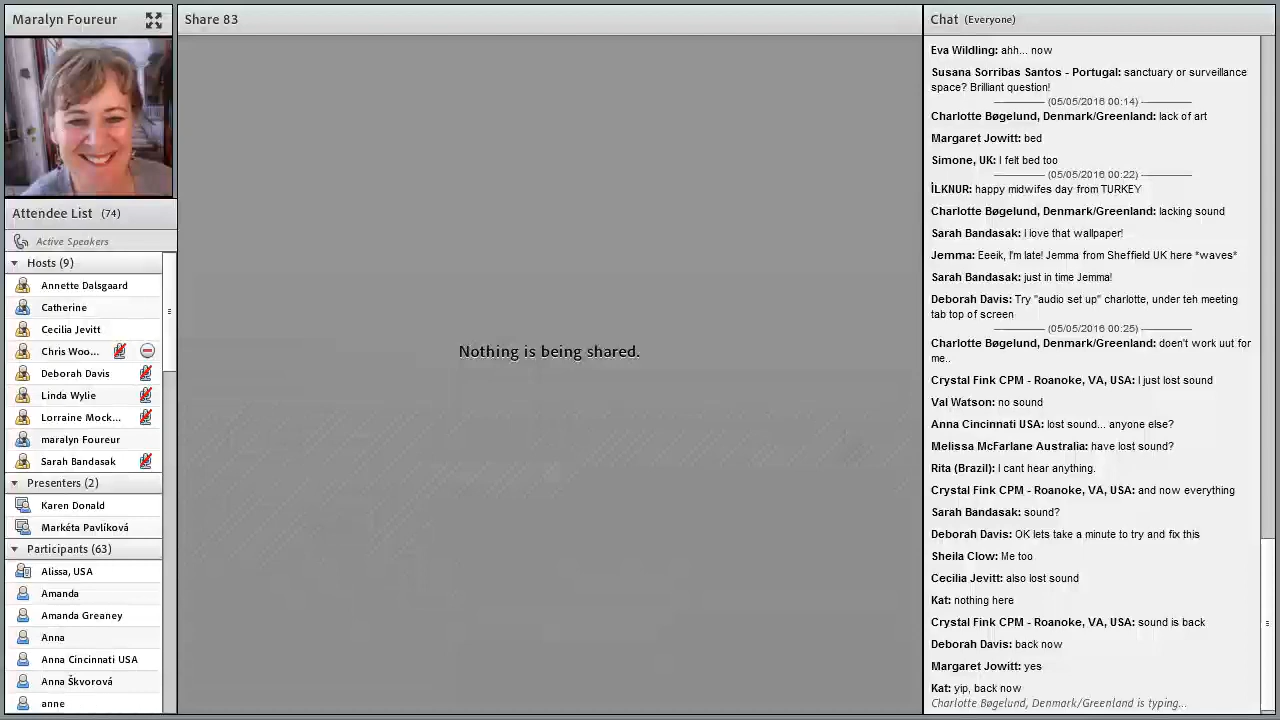 Maralyn Foureur
Attendee List (74)
Active Speakers
Hosts (9)
Annette Dalsgaard
Catherine
Cecilia Jevitt
Chris Woo...
Deborah Davis
Linda Wylie
Lorraine Mock...
maralyn Foureur
Sarah Bandasak
Presenters (2)
Karen Donald
Markéta Pavlíková
Participants (63)
Alissa, USA
Amanda
Amanda Greaney
Anna
Anna Cincinnati USA
Anna Škvorová
anne
Share 83
Nothing is being shared.
Chat (Everyone)
Eva Wildling: ahh... now
Susana Sorribas Santos - Portugal: sanctuary or surveillance
space? Brilliant question!
(05/05/2016 00:14)
Charlotte Bøgelund, Denmark/Greenland: lack of art
Margaret Jowitt: bed
Simone, UK: I felt bed too
(05/05/2016 00:22)
İLKNUR: happy midwifes day from TURKEY
Charlotte Bøgelund, Denmark/Greenland: lacking sound
Sarah Bandasak: I love that wallpaper!
Jemma: Eeeik, I'm late! Jemma from Sheffield UK here *waves*
Sarah Bandasak: just in time Jemma!
Deborah Davis: Try "audio set up" charlotte, under teh meeting
tab top of screen
(05/05/2016 00:25)
Charlotte Bøgelund, Denmark/Greenland: doen't work uut for
me..
Crystal Fink CPM - Roanoke, VA, USA: I just lost sound
Val Watson: no sound
Anna Cincinnati USA: lost sound... anyone else?
Melissa McFarlane Australia: have lost sound?
Rita (Brazil): I cant hear anything.
Crystal Fink CPM - Roanoke, VA, USA: and now everything
Sarah Bandasak: sound?
Deborah Davis: OK lets take a minute to try and fix this
Sheila Clow: Me too
Cecilia Jevitt: also lost sound
Kat: nothing here
Crystal Fink CPM - Roanoke, VA, USA: sound is back
Deborah Davis: back now
Margaret Jowitt: yes
Kat: yip, back now
Charlotte Bøgelund, Denmark/Greenland is typing...